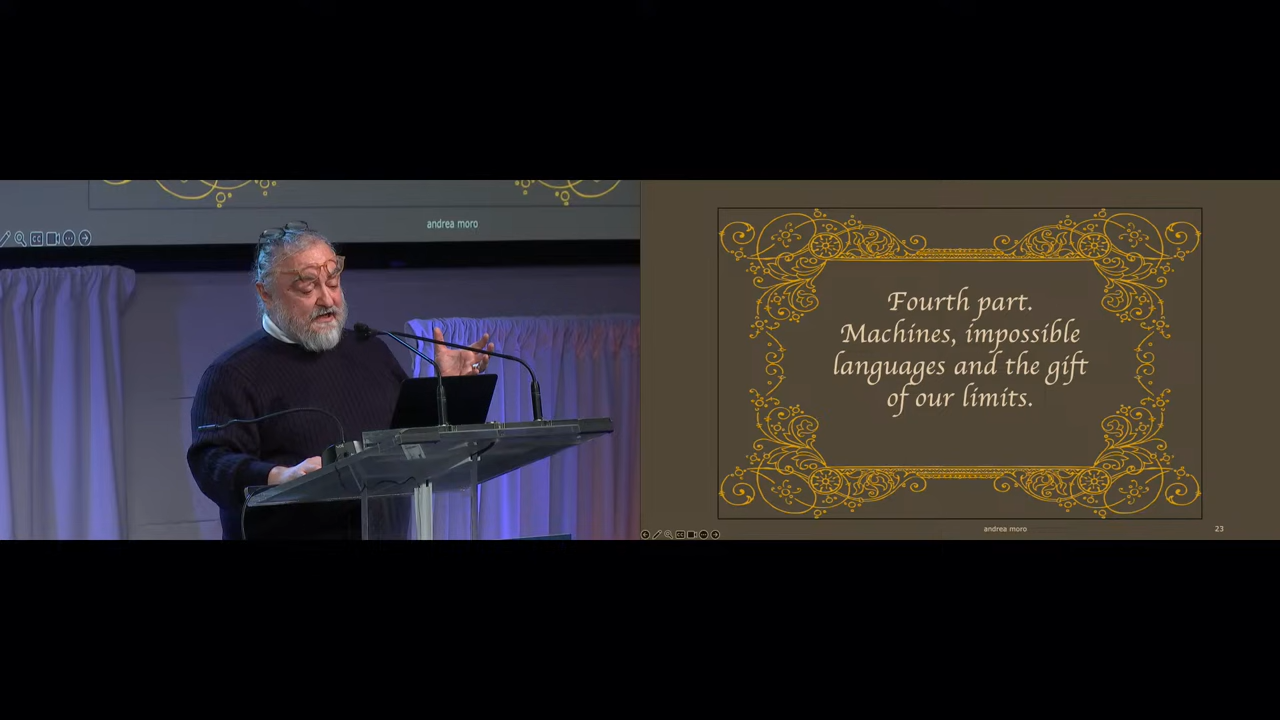 andrea moro
Fourth part.
Machines, impossible
languages and the gift
of our limits.
andrea moro
23